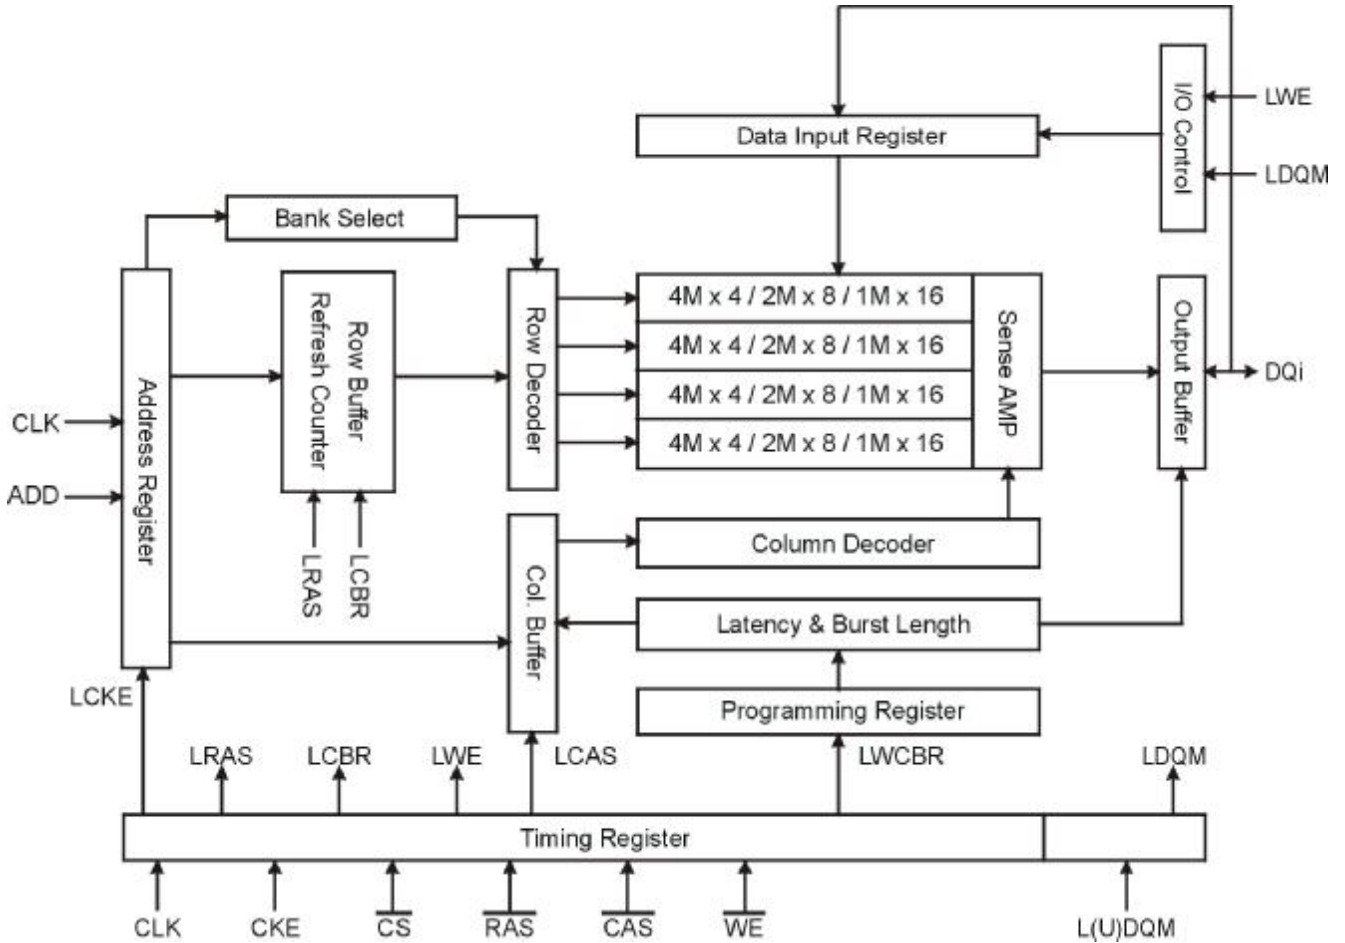 LWE
I/O Control
Data Input Register
LDQM
Bank Select
4M x 4 / 2M x 8 / 1M x 16
4M x 4 / 2M x 8 / 1M x 16
4M x 4 / 2M x 8 / 1M x 16
4M x 4 / 2M x 8 / 1M x 16
Sense AMP
Output Buffer
DQi
Row Buffer
Refresh Counter
Row Decoder
Address Register
CLK
ADD
LRAS
LCBR
Col. Buffer
Column Decoder
Latency & Burst Length
Programming Register
LCKE
LRAS
LCBR
LWE
LCAS
LWCBR
LDQM
Timing Register
CLK
CKE
CS
RAS
CAS
WE
L(U)DQM